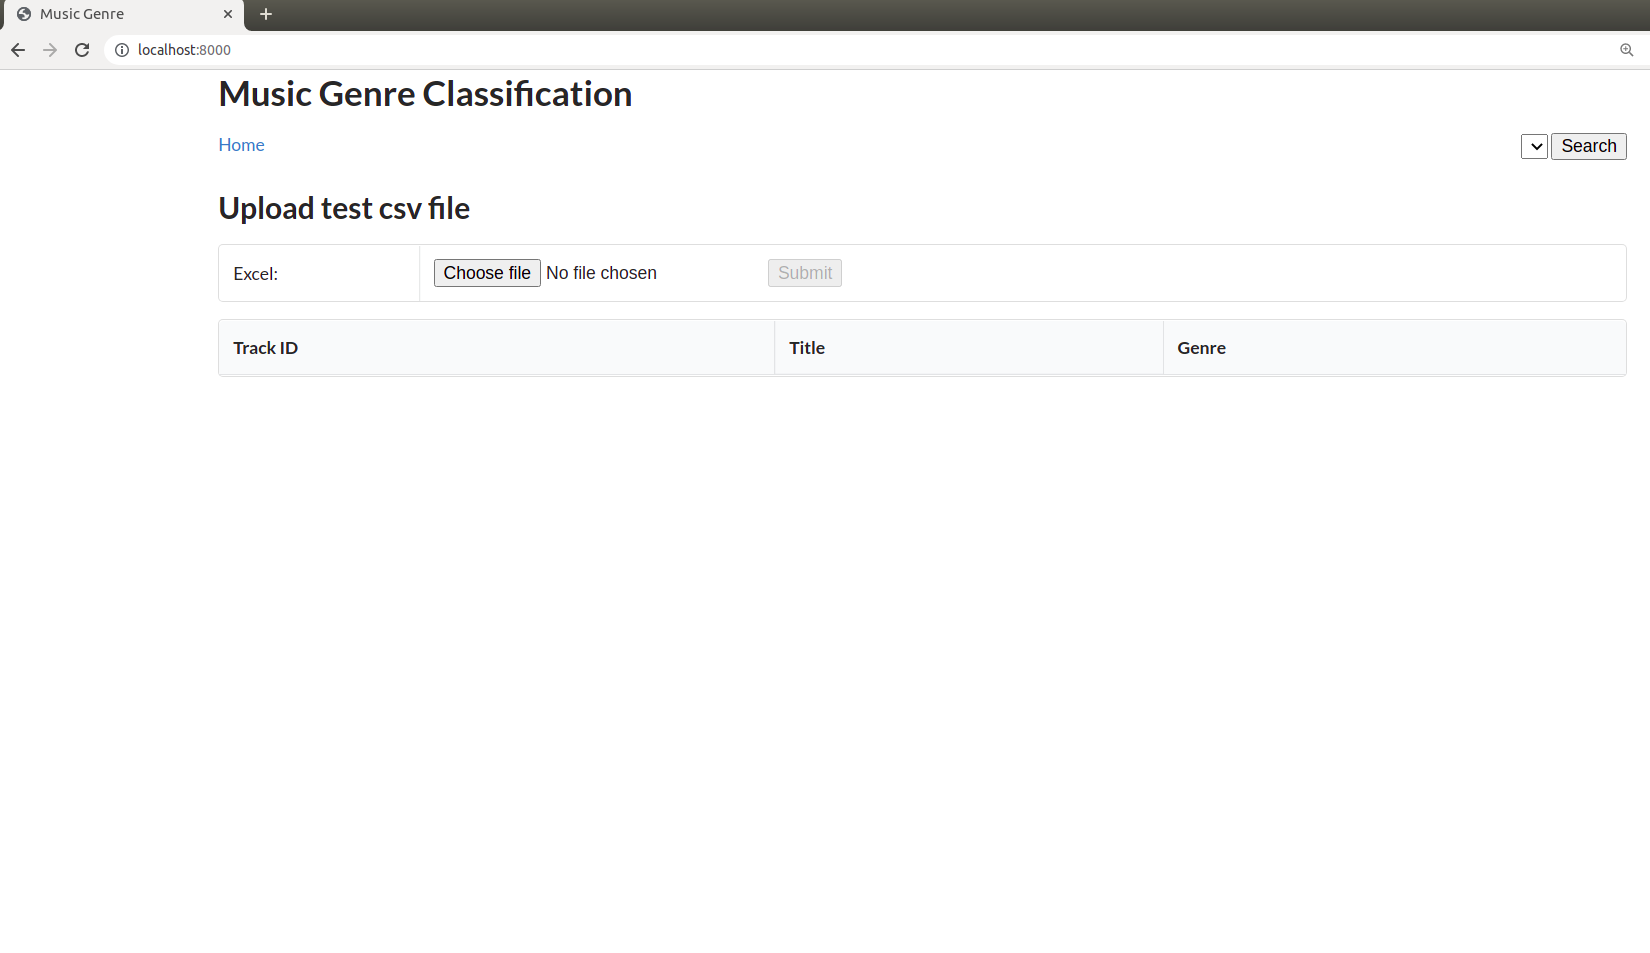 Music Genre
localhost:8000
Music Genre Classification
Home Search
Upload test csv file
Excel: Choose file No file chosen Submit
Track ID Title Genre